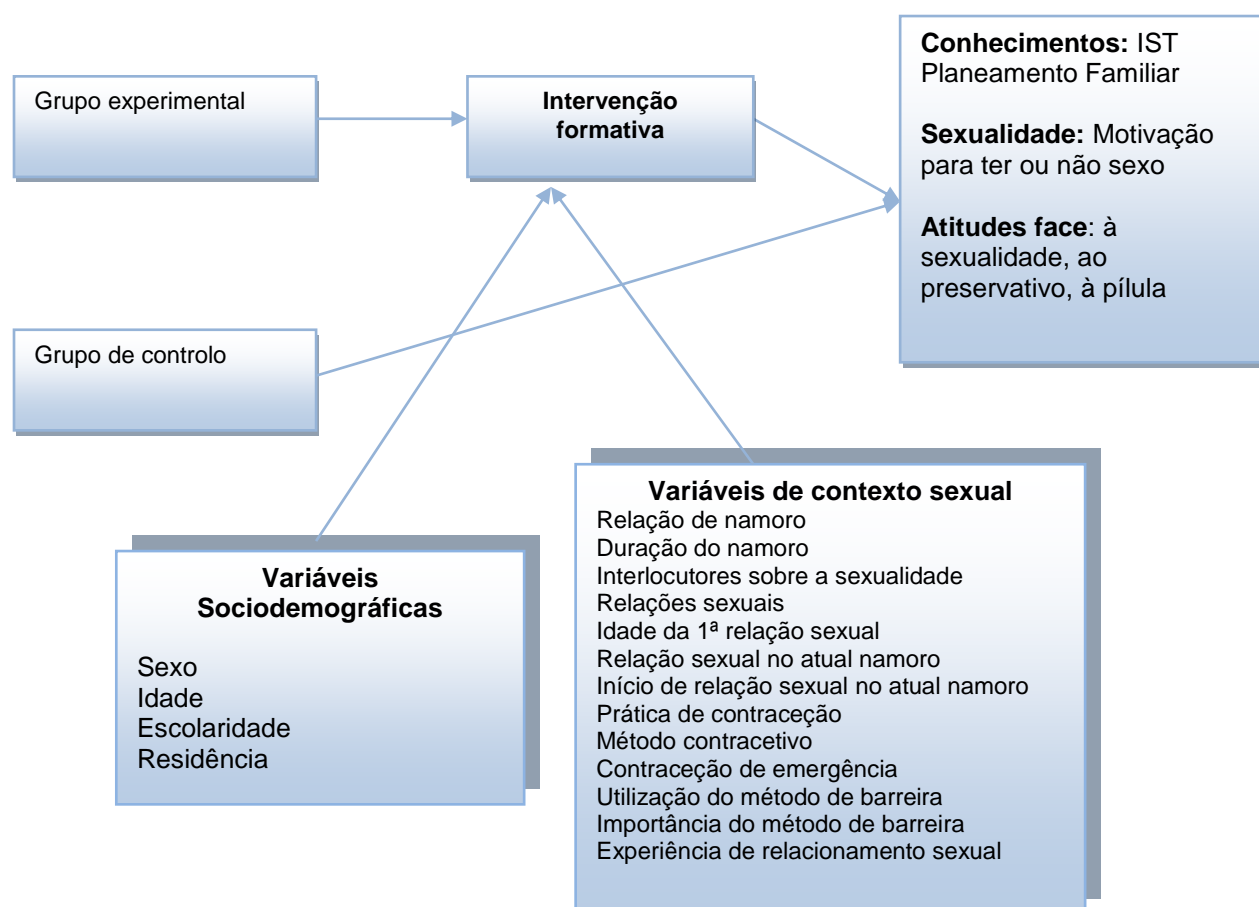 Grupo experimental
Intervenção
formativa
Conhecimentos: IST
Planeamento Familiar
Sexualidade: Motivação
para ter ou não sexo
Atitudes face: à
sexualidade, ao
preservativo, à pílula
Grupo de controlo
Variáveis
Sociodemográficas
Sexo
Idade
Escolaridade
Residência
Variáveis de contexto sexual
Relação de namoro
Duração do namoro
Interlocutores sobre a sexualidade
Relações sexuais
Idade da 1ª relação sexual
Relação sexual no atual namoro
Início de relação sexual no atual namoro
Prática de contraceção
Método contracetivo
Contraceção de emergência
Utilização do método de barreira
Importância do método de barreira
Experiência de relacionamento sexual